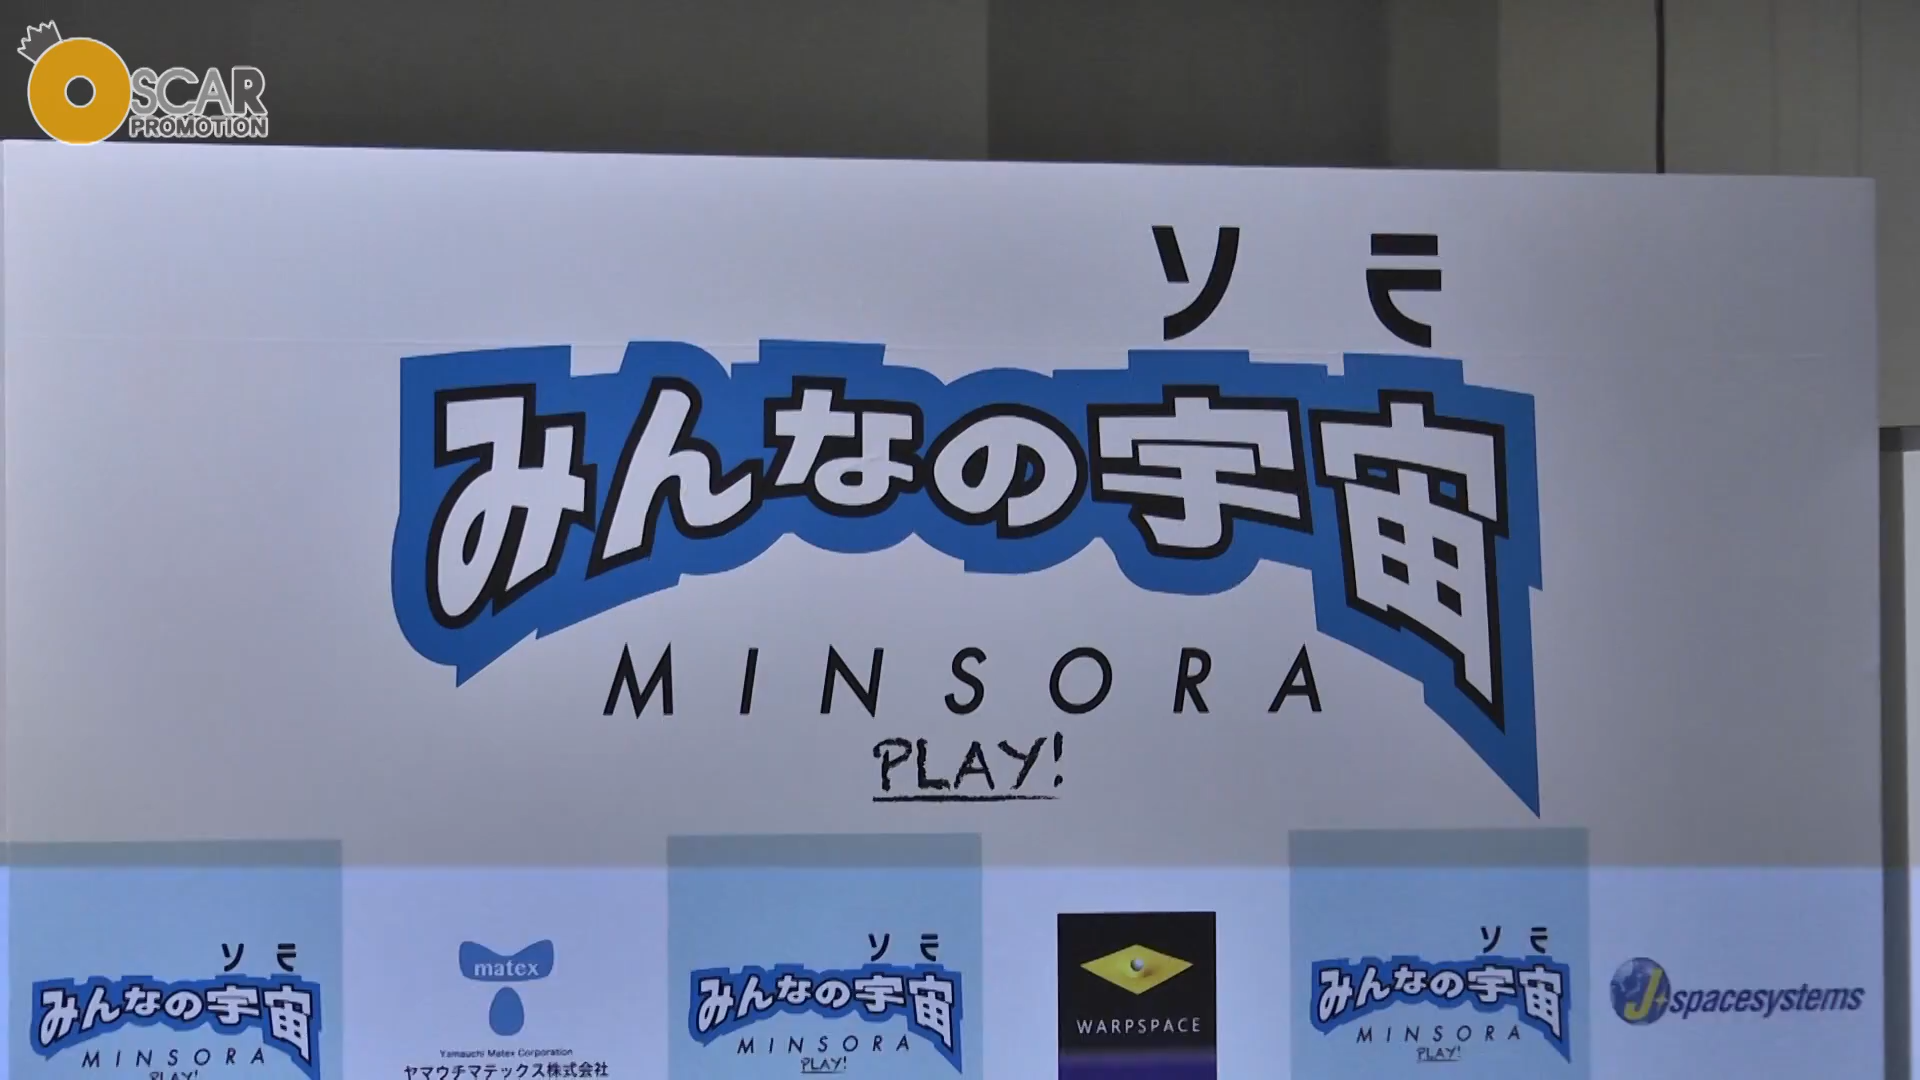 OSCAR
PROMOTION
ソラ
みんなの宇宙
MINSORA
PLAY!
ソラ
みんなの宇宙
MINSORA
PLAY!
matex
Yamauchi Matex Corporation
ヤマウチマテックス株式会社
ソラ
みんなの宇宙
MINSORA
PLAY!
WARPSPACE
ソラ
みんなの宇宙
MINSORA
PLAY!
J+spacesystems